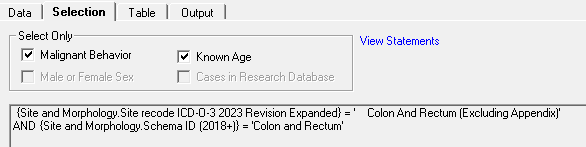 Data Selection Table Output
Select Only
Malignant Behavior Known Age View Statements
Male or Female Sex Cases in Research Database
{Site and Morphology.Site recode ICD-O-3 2023 Revision Expanded} = '    Colon And Rectum (Excluding Appendix)'
AND {Site and Morphology.Schema ID (2018+)} = 'Colon and Rectum'